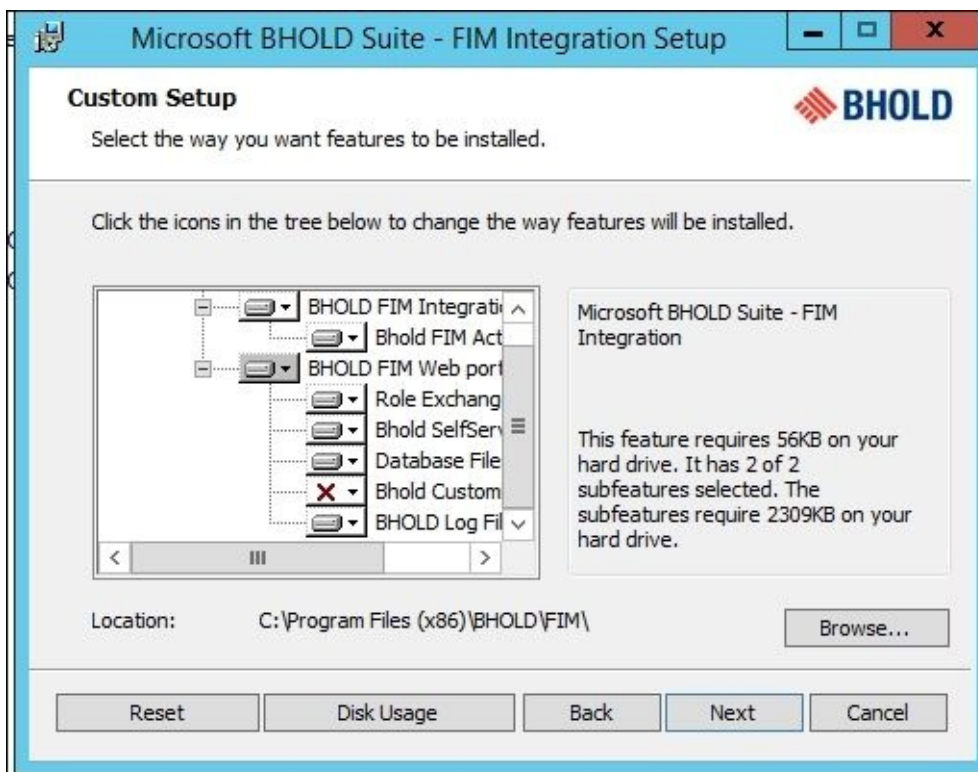 Microsoft BHOLD Suite - FIM Integration Setup
Custom Setup
Select the way you want features to be installed.
BHOLD
Click the icons in the tree below to change the way features will be installed.
BHOLD FIM Integrati
Bhold FIM Act
BHOLD FIM Web port
Role Exchang
Bhold SelfServ
Database File
Bhold Custom
BHOLD Log Fil
Microsoft BHOLD Suite - FIM
Integration
This feature requires 56KB on your
hard drive. It has 2 of 2
subfeatures selected. The
subfeatures require 2309KB on your
hard drive.
Location: C:\Program Files (x86)\BHOLD\FIM\
Browse...
Reset Disk Usage Back Next Cancel